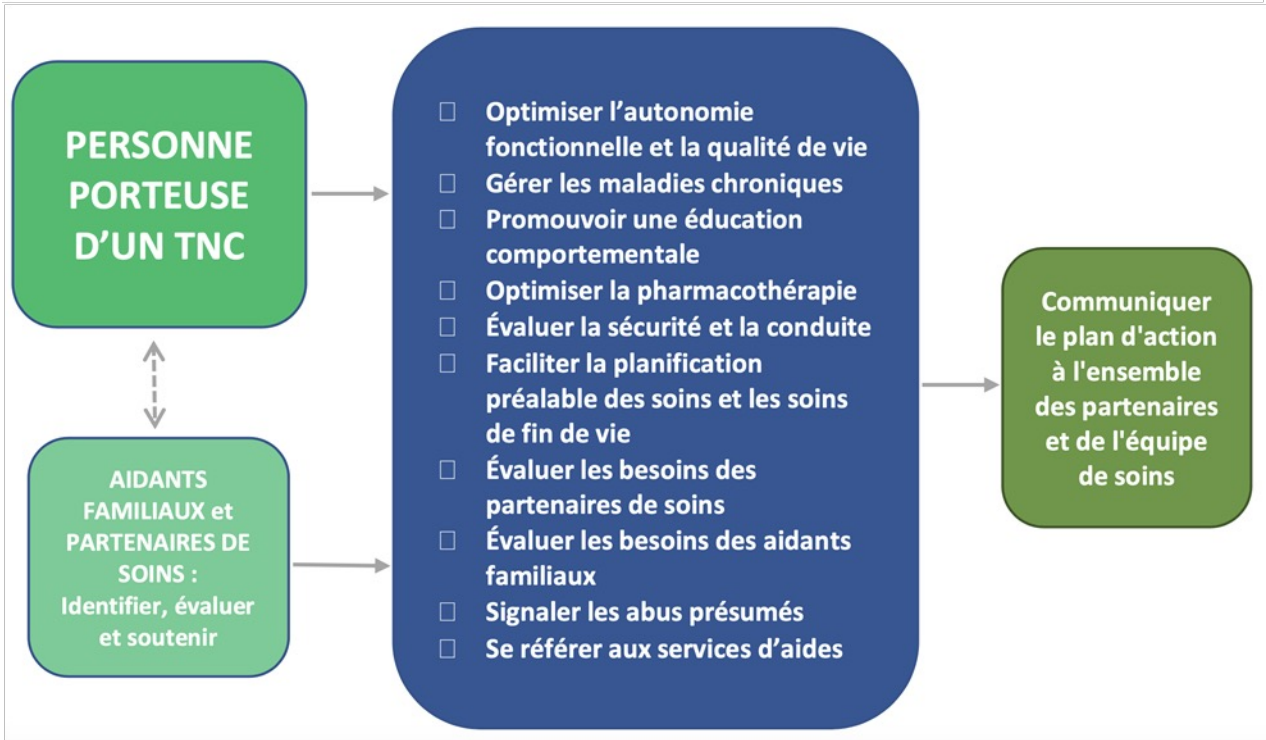 PERSONNE
PORTEUSE
D'UN TNC
AIDANTS
FAMILIAUX et
PARTENAIRES DE
SOINS :
Identifier, évaluer
et soutenir
Optimiser l’autonomie
fonctionnelle et la qualité de vie
Gérer les maladies chroniques
Promouvoir une éducation
comportementale
Optimiser la pharmacothérapie
Évaluer la sécurité et la conduite
Faciliter la planification
préalable des soins et les soins
de fin de vie
Évaluer les besoins des
partenaires de soins
Évaluer les besoins des aidants
familiaux
Signaler les abus présumés
Se référer aux services d’aides
Communiquer
le plan d'action
à l'ensemble
des partenaires
et de l'équipe
de soins